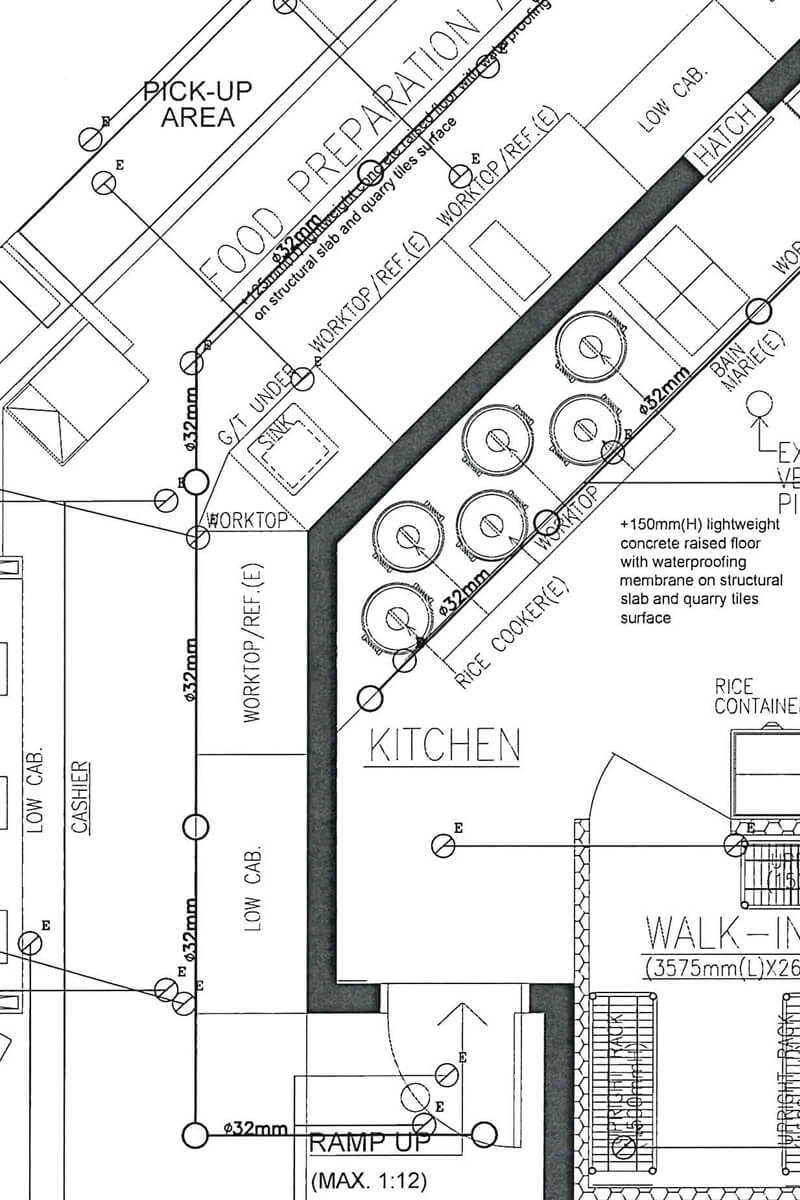 PICK-UP
AREA
E
E
E
E
FOOD PREPARATION
+125mm(H) lightweight concrete raised floor with waterproofing
on structural slab and quarry tiles surface
ø32mm
LOW CAB.
HATCH
WORKTOP/REF.(E)
WORKTOP/REF.(E)
G/T UNDER
SINK
E
E
ø32mm
E
WORKTOP
WORKTOP/REF.(E)
ø32mm
BAIN
MARIE(E)
ø32mm
E
WORKTOP
ø32mm
RICE COOKER(E)
+150mm(H) lightweight
concrete raised floor
with waterproofing
membrane on structural
slab and quarry tiles
surface
RICE
KITCHEN
LOW CAB.
CASHIER
LOW CAB.
E
E
ø32mm
E
E
E
WALK-IN
(3575mm(L)X26
UPRIGHT RACK
UPRIGHT RACK
E
E
ø32mm
RAMP UP
(MAX. 1:12)